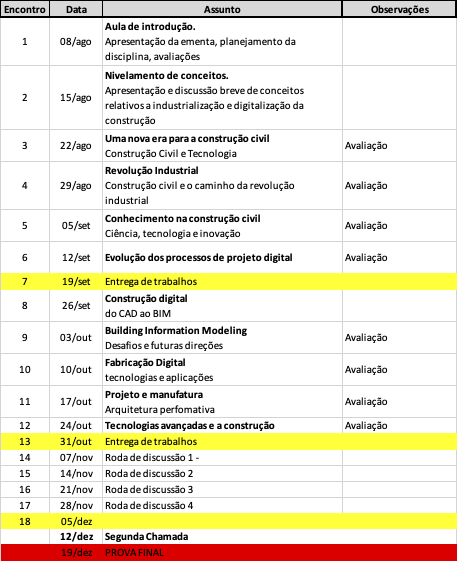 Encontro Data Assunto Observações
1 08/ago Aula de introdução.
Apresentação da ementa, planejamento da
disciplina, avaliações
2 15/ago Nivelamento de conceitos.
Apresentação e discussão breve de conceitos
relativos a industrialização e digitalização da
construção
3 22/ago Uma nova era para a construção civil Avaliação
Construção Civil e Tecnologia
4 29/ago Revolução Industrial Avaliação
Construção civil e o caminho da revolução
industrial
5 05/set Conhecimento na construção civil Avaliação
Ciência, tecnologia e inovação
6 12/set Evolução dos processos de projeto digital Avaliação
7 19/set Entrega de trabalhos
8 26/set Construção digital
do CAD ao BIM
9 03/out Building Information Modeling Avaliação
Desafios e futuras direções
10 10/out Fabricação Digital Avaliação
tecnologias e aplicações
11 17/out Projeto e manufatura Avaliação
Arquitetura perfomativa
12 24/out Tecnologias avançadas e a construção Avaliação
13 31/out Entrega de trabalhos
14 07/nov Roda de discussão 1 -
15 14/nov Roda de discussão 2
16 21/nov Roda de discussão 3
17 28/nov Roda de discussão 4
18 05/dez
12/dez Segunda Chamada
19/dez PROVA FINAL